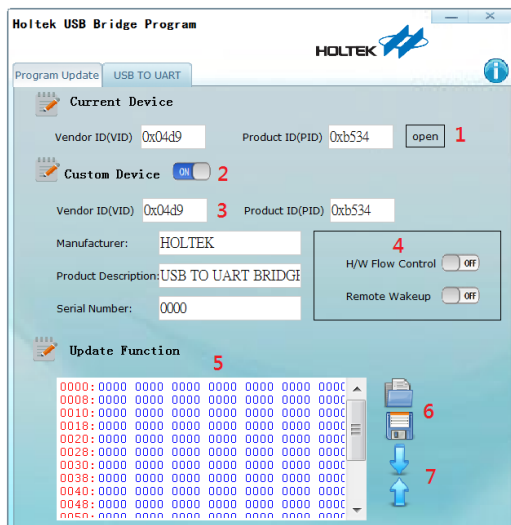 Holtek USB Bridge Program
HOLTEK
Program Update USB TO UART
Current Device
Vendor ID(VID) 0x04d9 Product ID(PID) 0xb534 open 1
Custom Device ON 2
Vendor ID(VID) 0x04d9 3 Product ID(PID) 0xb534
Manufacturer: HOLTEK
4
H/W Flow Control OFF
Product Description: USB TO UART BRIDGE
Remote Wakeup OFF
Serial Number: 0000
Update Function
5
0000:0000 0000 0000 0000 0000 0000 0000
0008:0000 0000 0000 0000 0000 0000 0000
0010:0000 0000 0000 0000 0000 0000 0000
0018:0000 0000 0000 0000 0000 0000 0000
0020:0000 0000 0000 0000 0000 0000 0000
0028:0000 0000 0000 0000 0000 0000 0000
0030:0000 0000 0000 0000 0000 0000 0000
0038:0000 0000 0000 0000 0000 0000 0000
0040:0000 0000 0000 0000 0000 0000 0000
0048:0000 0000 0000 0000 0000 0000 0000
6
7